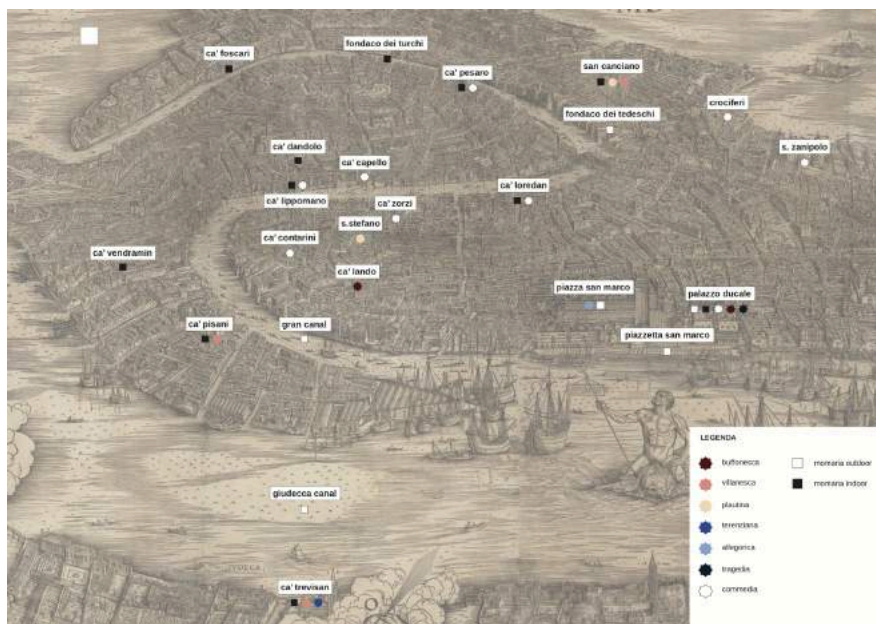 ca' foscari
fondaco dei turchi
ca' pesaro
san canciano
fondaco dei tedeschi
crociferi
s. zanipolo
ca' dandolo
ca' capello
ca' lippomano
ca' zorzi
ca' loredan
s.stefano
ca' contarini
ca' vendramin
ca' lando
piazza san marco
palazzo ducale
ca' pisani
gran canal
piazzetta san marco
giudecca canal
ca' trevisan
LEGENDA
buffonesca
villanesca
plautina
terenziana
allegorica
tragedia
commedia
momaria outdoor
momaria indoor